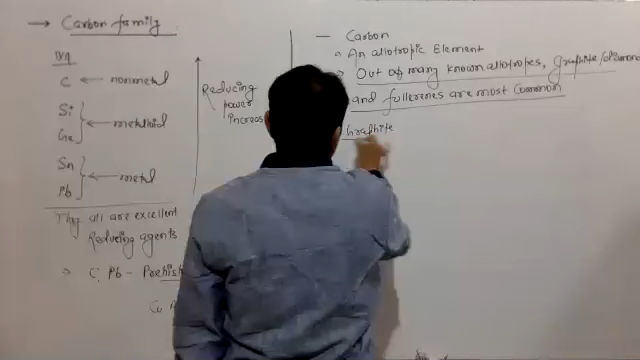 → Carbon family
IVA
C ← nonmetal
Si
Ge
← metalloid
Sn
Pb
← metal
They all are excellent
Reducing agents
→ C, Pb -
Reducing
power
increas
— Carbon
An allotropic Element
→ Out of many known allotropes, graphite/
and fullerenes are most common
Graphite